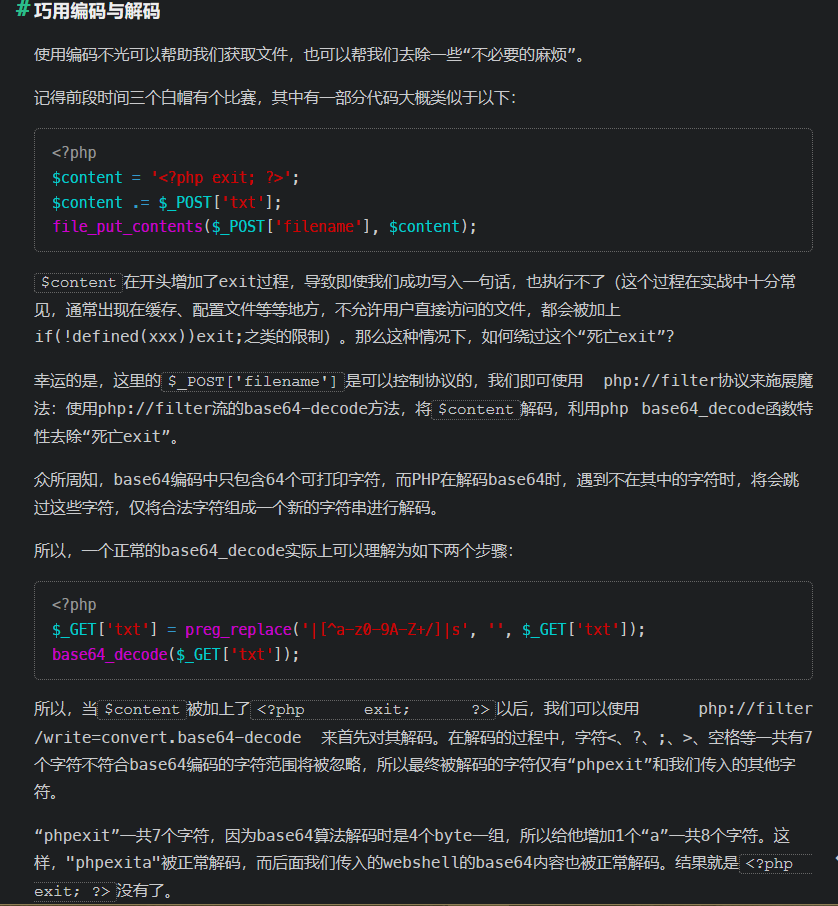 # 巧用编码与解码
使用编码不光可以帮助我们获取文件，也可以帮我们去除一些“不必要的麻烦”。
记得前段时间三个白帽有个比赛，其中有一部分代码大概类似于以下：
<?php
$content = '<?php exit; ?>';
$content .= $_POST['txt'];
file_put_contents($_POST['filename'], $content);
$content在开头增加了exit过程，导致即使我们成功写入一句话，也执行不了（这个过程在实战中十分常
见，通常出现在缓存、配置文件等等地方，不允许用户直接访问的文件，都会被加上
if(!defined(xxx))exit;之类的限制）。那么这种情况下，如何绕过这个“死亡exit”？
幸运的是，这里的$_POST['filename']是可以控制协议的，我们即可使用 php://filter协议来施展魔
法：使用php://filter流的base64-decode方法，将$content解码，利用php base64_decode函数特
性去除“死亡exit”。
众所周知，base64编码中只包含64个可打印字符，而PHP在解码base64时，遇到不在其中的字符时，将会跳
过这些字符，仅将合法字符组成一个新的字符串进行解码。
所以，一个正常的base64_decode实际上可以理解为如下两个步骤：
<?php
$_GET['txt'] = preg_replace('|[^a-z0-9A-Z+/]|s', '', $_GET['txt']);
base64_decode($_GET['txt']);
所以，当$content被加上了<?php exit; ?>以后，我们可以使用 php://filter
/write=convert.base64-decode 来首先对其解码。在解码的过程中，字符<、?、;、>、空格等一共有7
个字符不符合base64编码的字符范围将被忽略，所以最终被解码的字符仅有“phpexit”和我们传入的其他字
符。
“phpexit”一共7个字符，因为base64算法解码时是4个byte一组，所以给他增加1个“a”一共8个字符。这
样，"phpexita"被正常解码，而后面我们传入的webshell的base64内容也被正常解码。结果就是<?php
exit; ?>没有了。